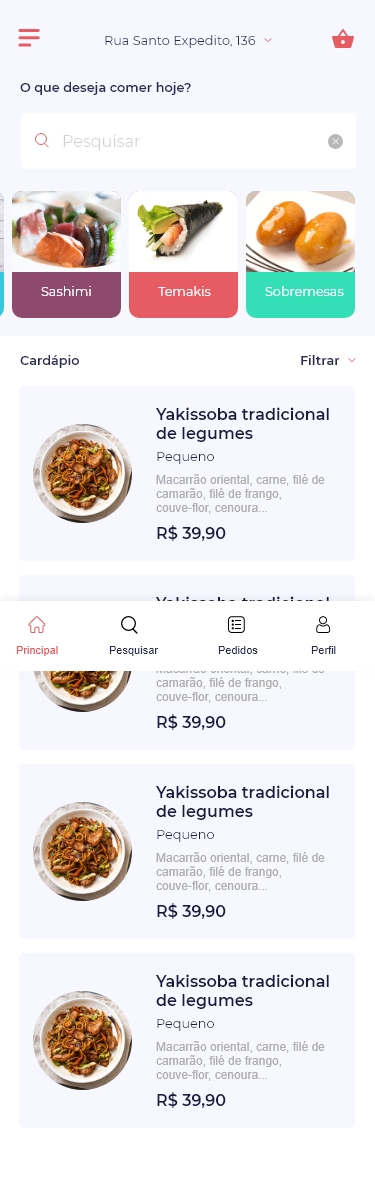 Rua Santo Expedito, 136
O que deseja comer hoje?
Pesquisar
Sashimi
Temakis
Sobremesas
Cardápio
Filtrar
Yakissoba tradicional
de legumes
Pequeno
Macarrão oriental, carne, filé de
camarão, filé de frango,
couve-flor, cenoura...
R$ 39,90
Yakissoba tradicional
Principal
Pesquisar
Pedidos
Perfil
Macarrão oriental, carne, filé de
camarão, filé de frango,
couve-flor, cenoura...
R$ 39,90
Yakissoba tradicional
de legumes
Pequeno
Macarrão oriental, carne, filé de
camarão, filé de frango,
couve-flor, cenoura...
R$ 39,90
Yakissoba tradicional
de legumes
Pequeno
Macarrão oriental, carne, filé de
camarão, filé de frango,
couve-flor, cenoura...
R$ 39,90